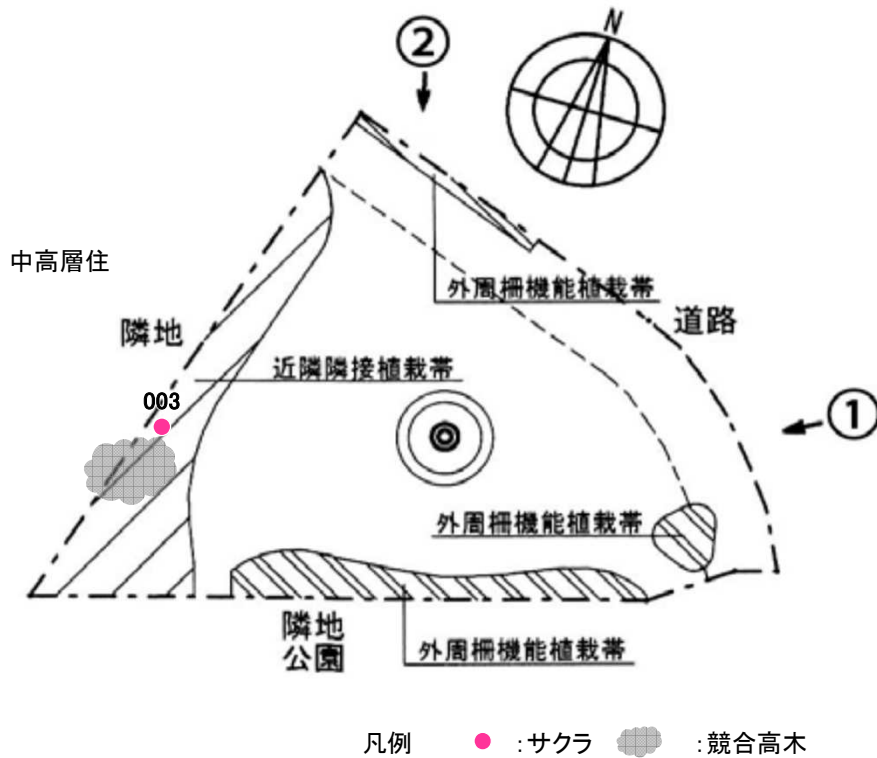 ②
N
中高層住
外周柵機能植栽帯
道路
隣地
近隣隣接植栽帯
003
①
外周柵機能植栽帯
隣地
公園
外周柵機能植栽帯
凡例
：サクラ
：競合高木